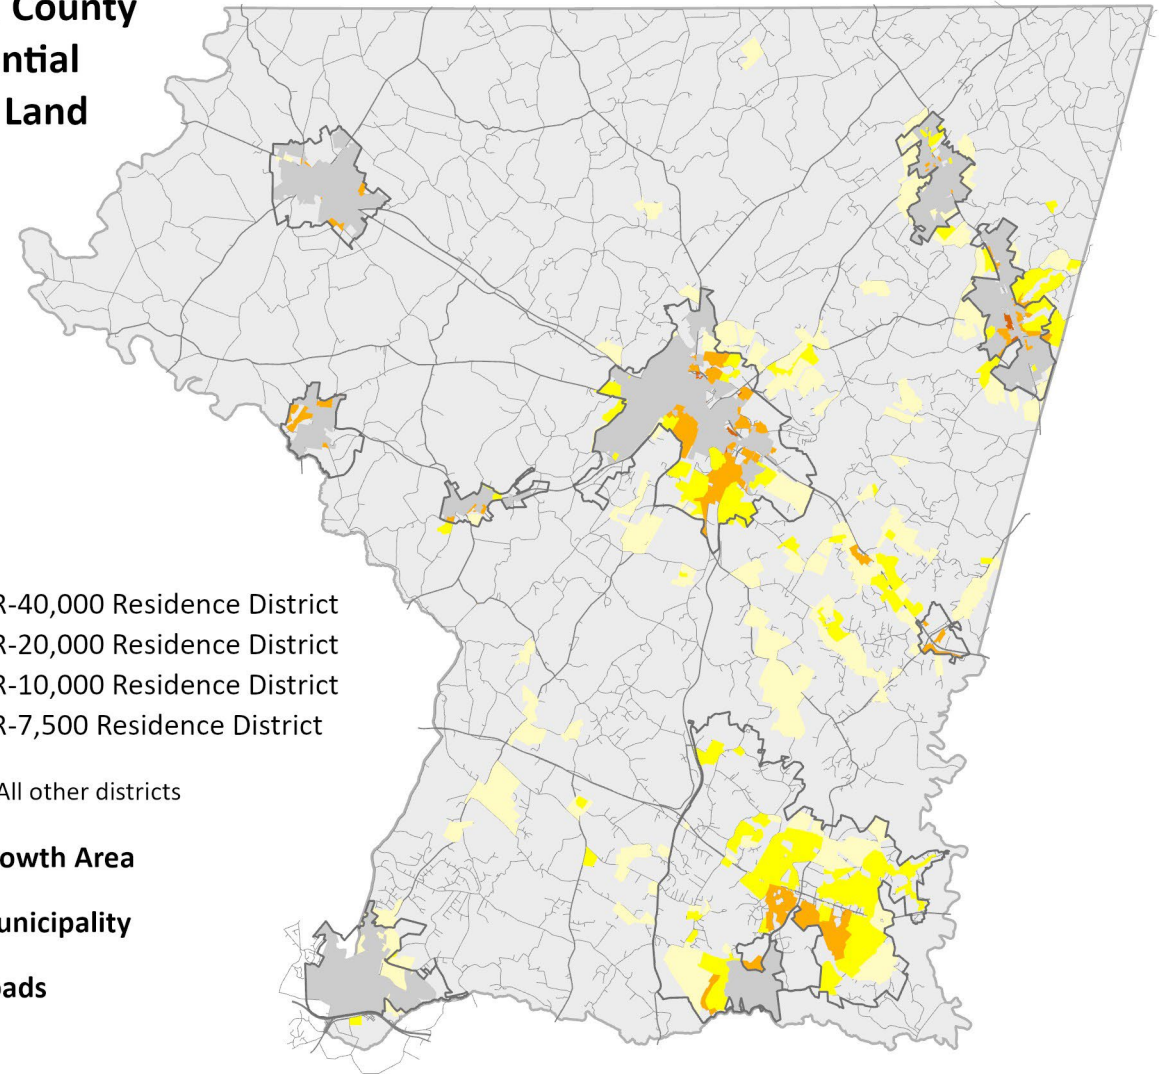 County
ntial
Land
R-40,000 Residence District
R-20,000 Residence District
R-10,000 Residence District
R-7,500 Residence District
All other districts
owth Area
unicipality
oads